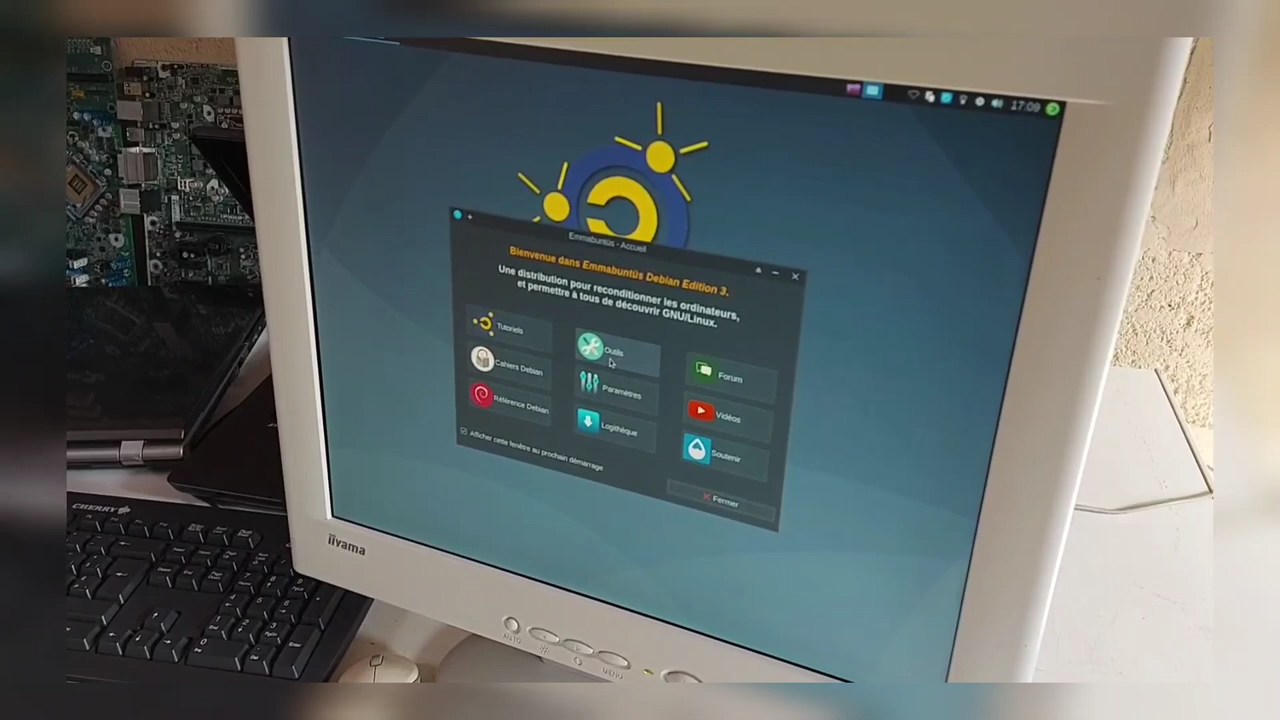 17:09
Emmabuntüs - Accueil
Bienvenue dans Emmabuntüs Debian Edition 3.
Une distribution pour reconditionner les ordinateurs,
et permettre à tous de découvrir GNU/Linux.
Tutoriels
Outils
Forum
Cahiers Debian
Paramètres
Vidéos
Référence Debian
Logithèque
Soutenir
Afficher cette fenêtre au prochain démarrage
Fermer
CHERRY
iiyama
AUTO
MENU